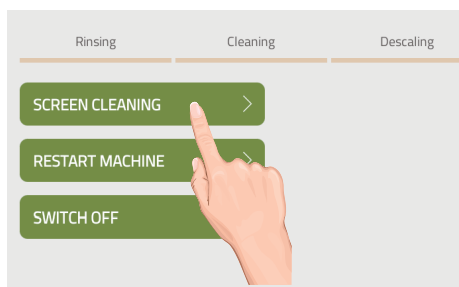 Rinsing Cleaning Descaling
SCREEN CLEANING
RESTART MACHINE
SWITCH OFF